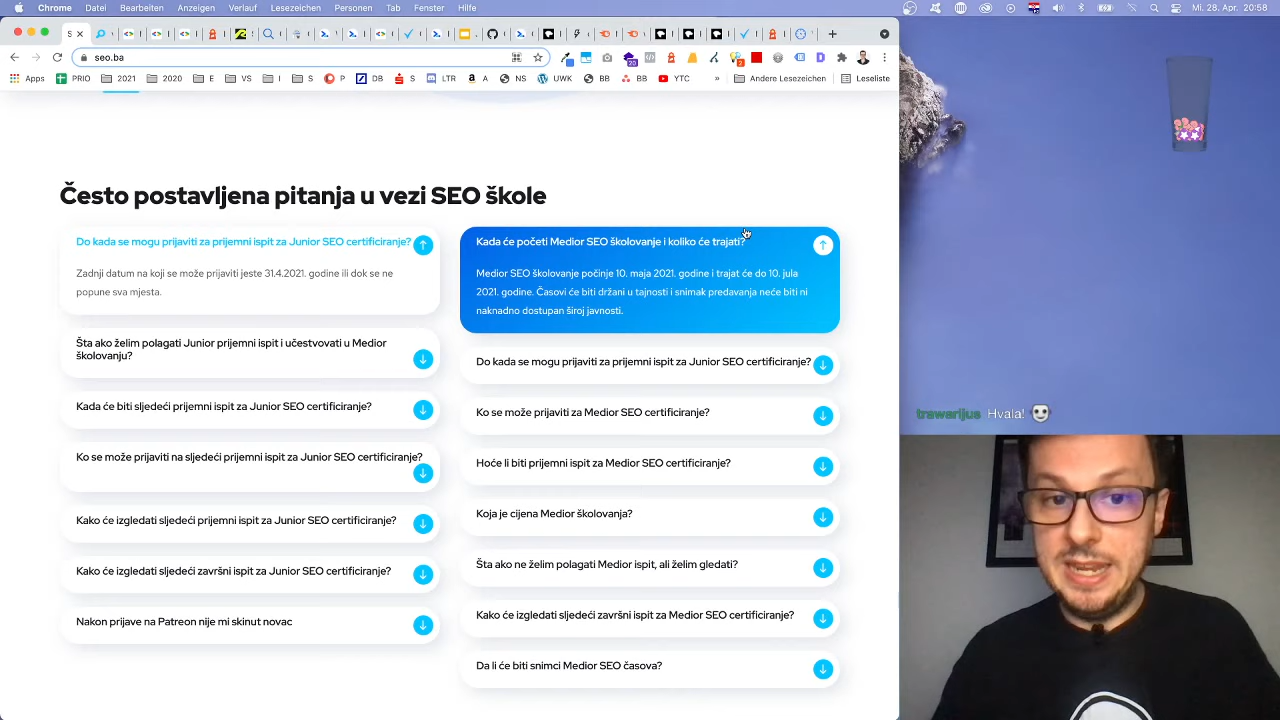 Chrome Datei Bearbeiten Anzeigen Verlauf Lesezeichen Personen Tab Fenster Hilfe
Mi. 28. Apr. 20:58
seo.ba
Apps PRIO 2021 2020 E VS I S P DB S LTR A NS UWK BB BB YTC » Andere Lesezeichen Leseliste
Često postavljena pitanja u vezi SEO škole
Do kada se mogu prijaviti za prijemni ispit za Junior SEO certificiranje?
Zadnji datum na koji se može prijaviti jeste 31.4.2021. godine ili dok se ne
popune sva mjesta.
Šta ako želim polagati Junior prijemni ispit i učestvovati u Medior
školovanju?
Kada će biti sljedeći prijemni ispit za Junior SEO certificiranje?
Ko se može prijaviti na sljedeći prijemni ispit za Junior SEO certificiranje?
Kako će izgledati sljedeći prijemni ispit za Junior SEO certificiranje?
Kako će izgledati sljedeći završni ispit za Junior SEO certificiranje?
Nakon prijave na Patreon nije mi skinut novac
Kada će početi Medior SEO školovanje i koliko će trajati?
Medior SEO školovanje počinje 10. maja 2021. godine i trajat će do 10. jula
2021. godine. Časovi će biti držani u tajnosti i snimak predavanja neće biti ni
naknadno dostupan široj javnosti.
Do kada se mogu prijaviti za prijemni ispit za Junior SEO certificiranje?
Ko se može prijaviti za Medior SEO certificiranje?
Hoće li biti prijemni ispit za Medior SEO certificiranje?
Koja je cijena Medior školovanja?
Šta ako ne želim polagati Medior ispit, ali želim gledati?
Kako će izgledati sljedeći završni ispit za Medior SEO certificiranje?
Da li će biti snimci Medior SEO časova?
trawarijus Hvala!